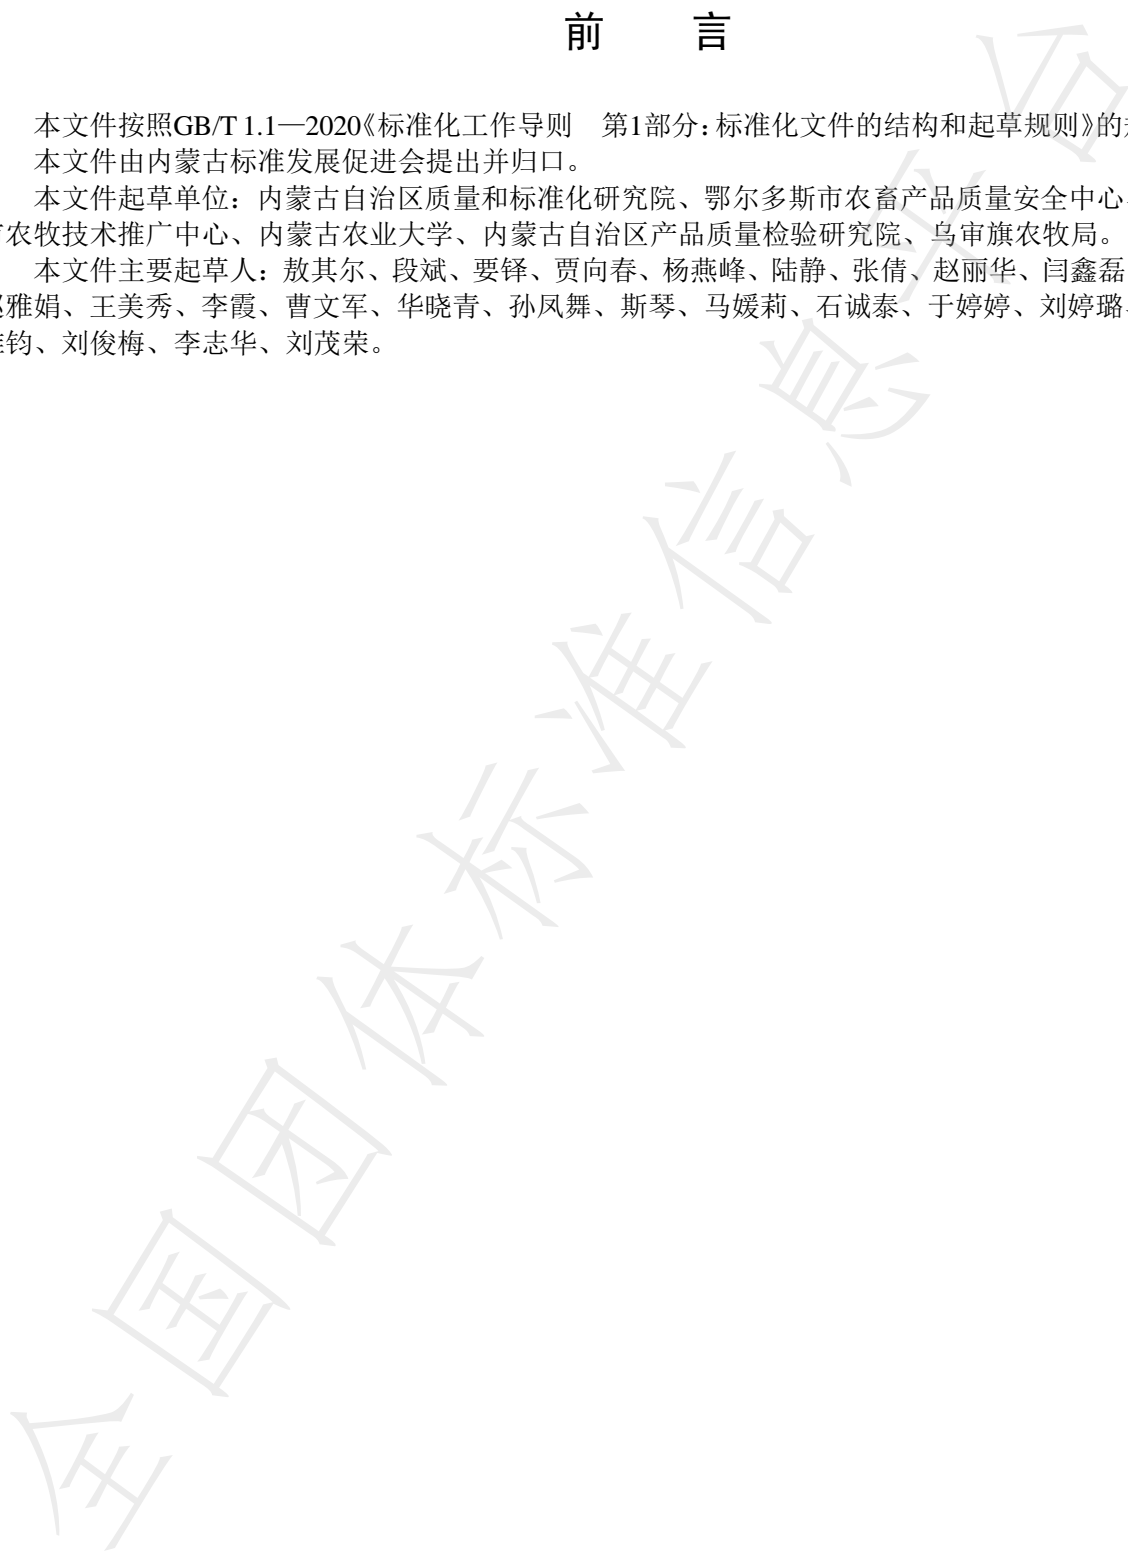 前 言
本文件按照GB/T 1.1—2020《标准化工作导则 第1部分：标准化文件的结构和起草规则》的
本文件由内蒙古标准发展促进会提出并归口。
本文件起草单位：内蒙古自治区质量和标准化研究院、鄂尔多斯市农畜产品质量安全中心
农牧技术推广中心、内蒙古农业大学、内蒙古自治区产品质量检验研究院、乌审旗农牧局。
本文件主要起草人：敖其尔、段斌、要铎、贾向春、杨燕峰、陆静、张倩、赵丽华、闫鑫磊
雅娟、王美秀、李霞、曹文军、华晓青、孙凤舞、斯琴、马媛莉、石诚泰、于婷婷、刘婷璐
钧、刘俊梅、李志华、刘茂荣。
全国团体标准信息平台